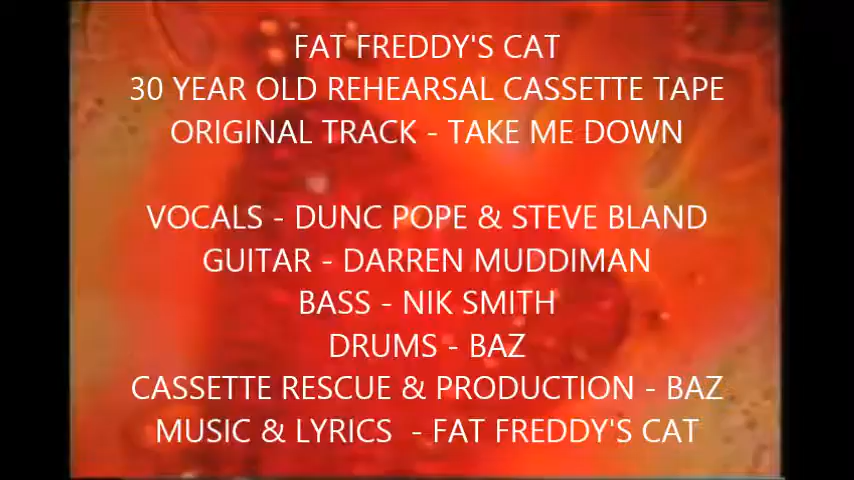 FAT FREDDY'S CAT
30 YEAR OLD REHEARSAL CASSETTE TAPE
ORIGINAL TRACK - TAKE ME DOWN
VOCALS - DUNC POPE & STEVE BLAND
GUITAR - DARREN MUDDIMAN
BASS - NIK SMITH
DRUMS - BAZ
CASSETTE RESCUE & PRODUCTION - BAZ
MUSIC & LYRICS  - FAT FREDDY'S CAT